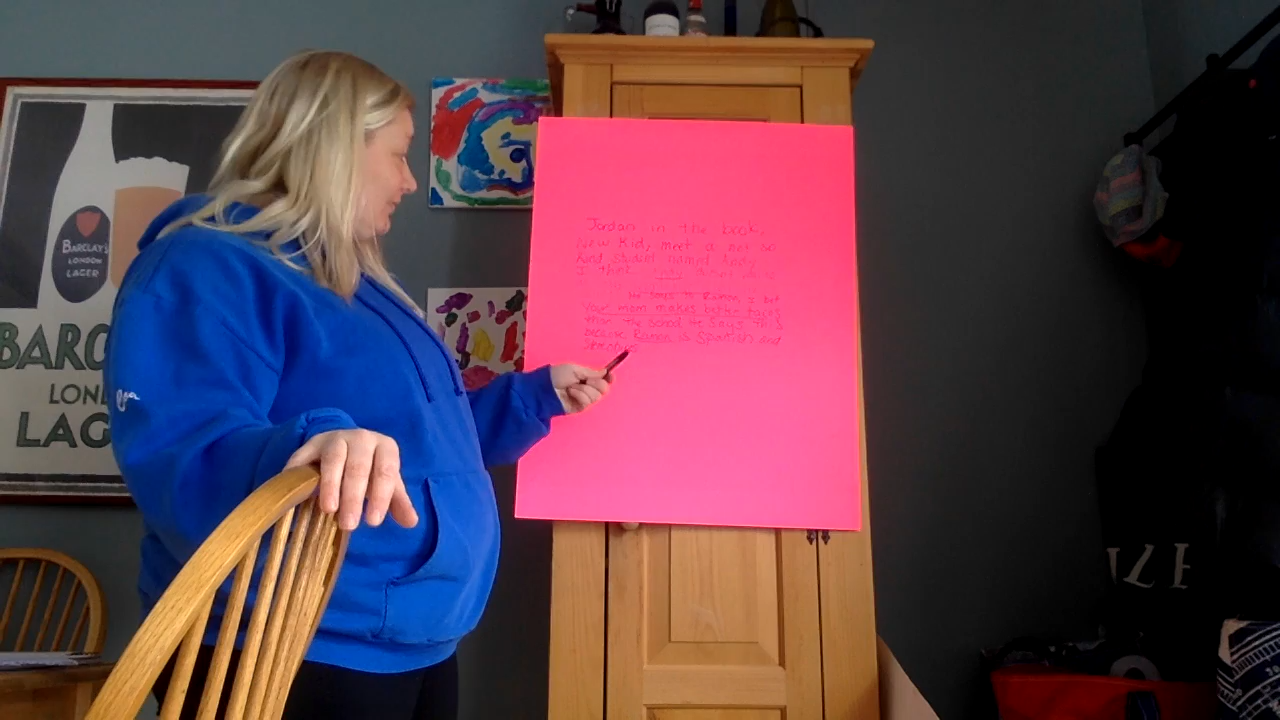 BARCLAY'S
LONDON
LAGER
BARC
LON
LAG
Jordan in the book,
New Kid, meet a not so
kind student named Andy
I think
He says to Ramon, I bet
your mom makes better tacos
than the school He says this
because Ramon is Spanish and